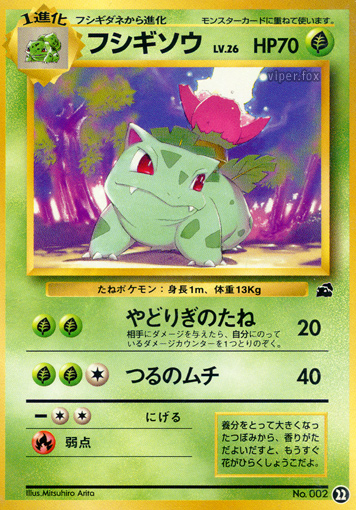 1進化
フシギダネから進化
モンスターカードに重ねて使います。
フシギソウ LV.26 HP70
viper.fox
たねポケモン：身長1m、体重13Kg
やどりぎのたね 20
相手にダメージを与えたら、自分にのって
いるダメージカウンターを1つとりのぞく。
つるのムチ 40
にげる
弱点
養分をとって大きくなっ
たつぼみから、香りがた
だよいだすと、もうすぐ
花がひらくしょうこだよ。
Illus.Mitsuhiro Arita
No. 002
22